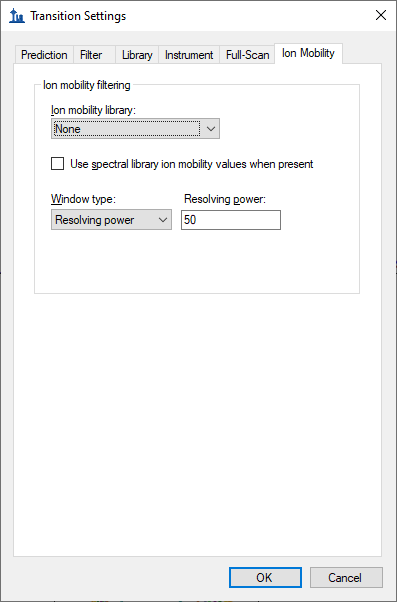 Transition Settings
Prediction Filter Library Instrument Full-Scan Ion Mobility
Ion mobility filtering
Ion mobility library:
None
Use spectral library ion mobility values when present
Window type: Resolving power:
Resolving power 50
OK Cancel